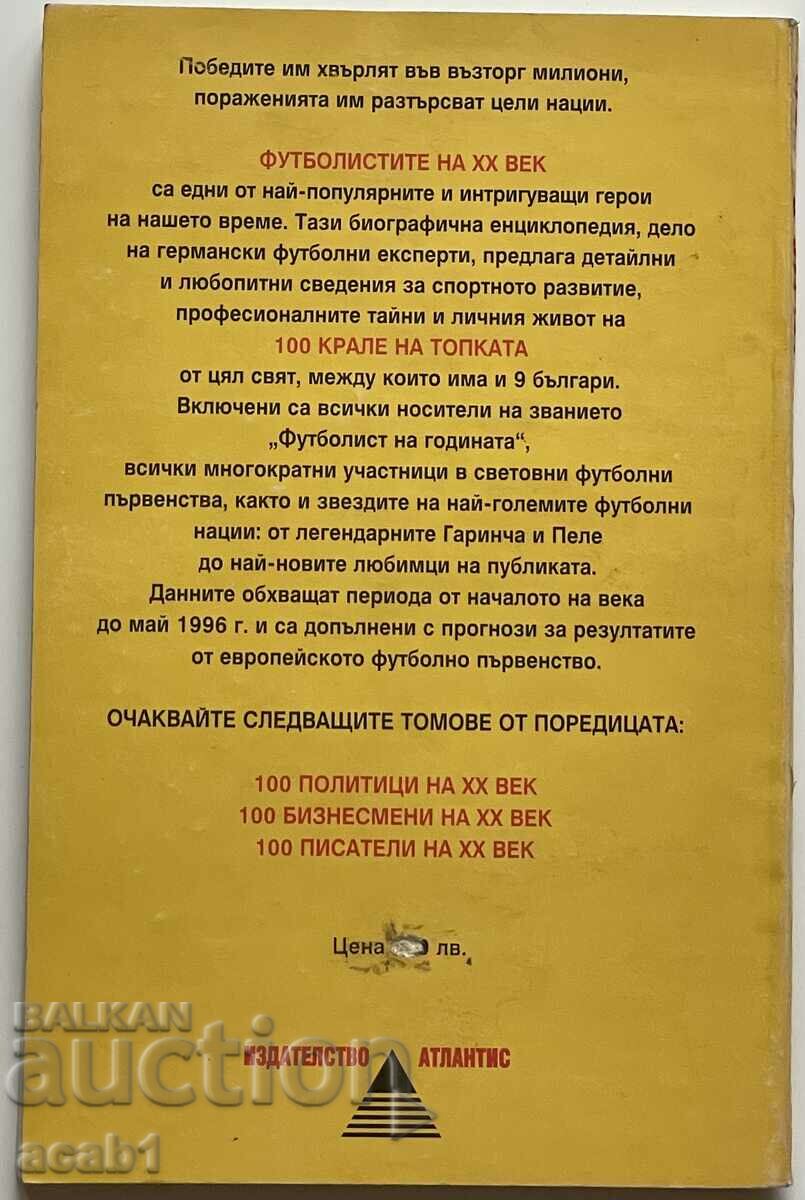 Победите им хвърлят във възторг милиони,
пораженията им разтърсват цели нации.
ФУТБОЛИСТИТЕ НА ХХ ВЕК
са едни от най-популярните и интригуващи герои
на нашето време. Тази биографична енциклопедия, дело
на германски футболни експерти, предлага детайлни
и любопитни сведения за спортното развитие,
професионалните тайни и личния живот на
100 КРАЛЕ НА ТОПКАТА
от цял свят, между които има и 9 българи.
Включени са всички носители на званието
„Футболист на годината“,
всички многократни участници в световни футболни
първенства, както и звездите на най-големите футболни
нации: от легендарните Гаринча и Пеле
до най-новите любимци на публиката.
Данните обхващат периода от началото на века
до май 1996 г. и са допълнени с прогнози за резултатите
от европейското футболно първенство.
ОЧАКВАЙТЕ СЛЕДВАЩИТЕ ТОМОВЕ ОТ ПОРЕДИЦАТА:
100 ПОЛИТИЦИ НА ХХ ВЕК
100 БИЗНЕСМЕНИ НА ХХ ВЕК
100 ПИСАТЕЛИ НА ХХ ВЕК
Цена лв.
BALKAN
auction
ИЗДАТЕЛСТВО АТЛАНТИС
acab1